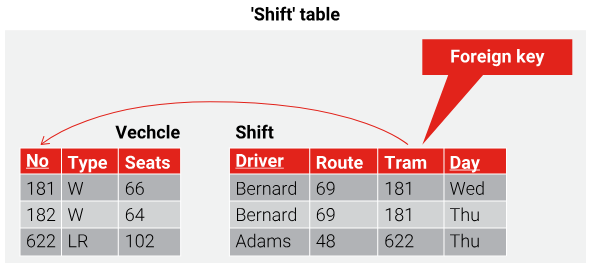 'Shift' table
Foreign key
Vechcle
No Type Seats
181 W 66
182 W 64
622 LR 102
Shift
Driver Route Tram Day
Bernard 69 181 Wed
Bernard 69 181 Thu
Adams 48 622 Thu